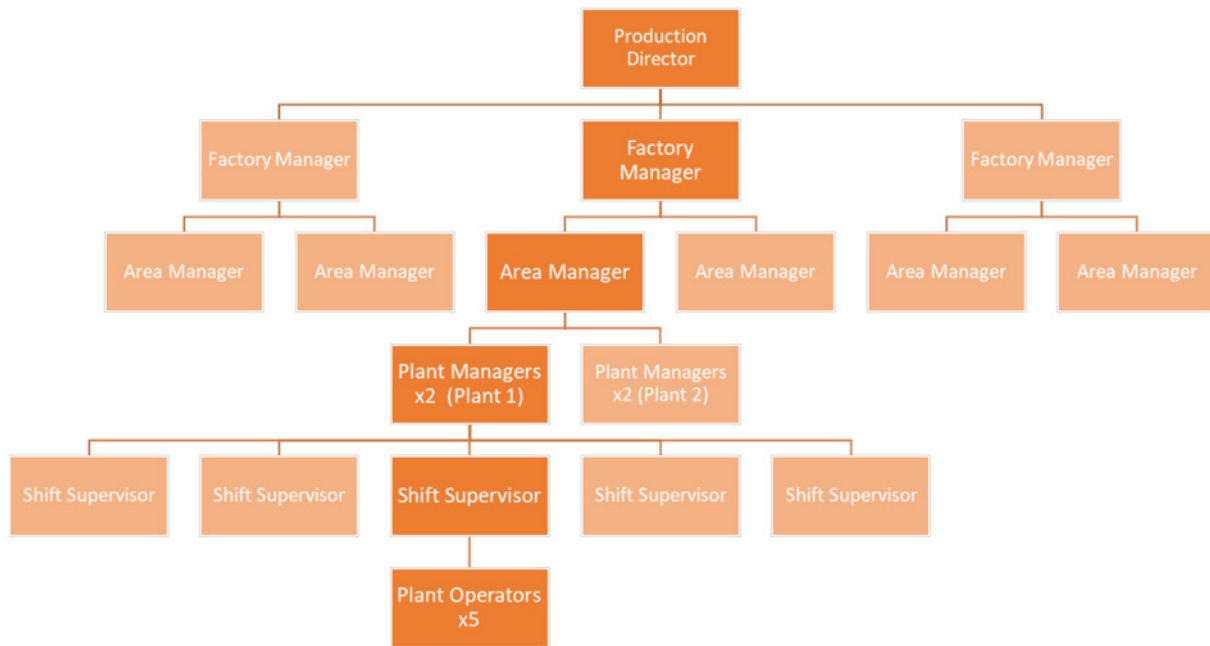 Production
Director
Factory Manager
Factory
Manager
Factory Manager
Area Manager
Area Manager
Area Manager
Area Manager
Area Manager
Area Manager
Plant Managers
x2 (Plant 1)
Plant Managers
x2 (Plant 2)
Shift Supervisor
Shift Supervisor
Shift Supervisor
Shift Supervisor
Shift Supervisor
Plant Operators
x5